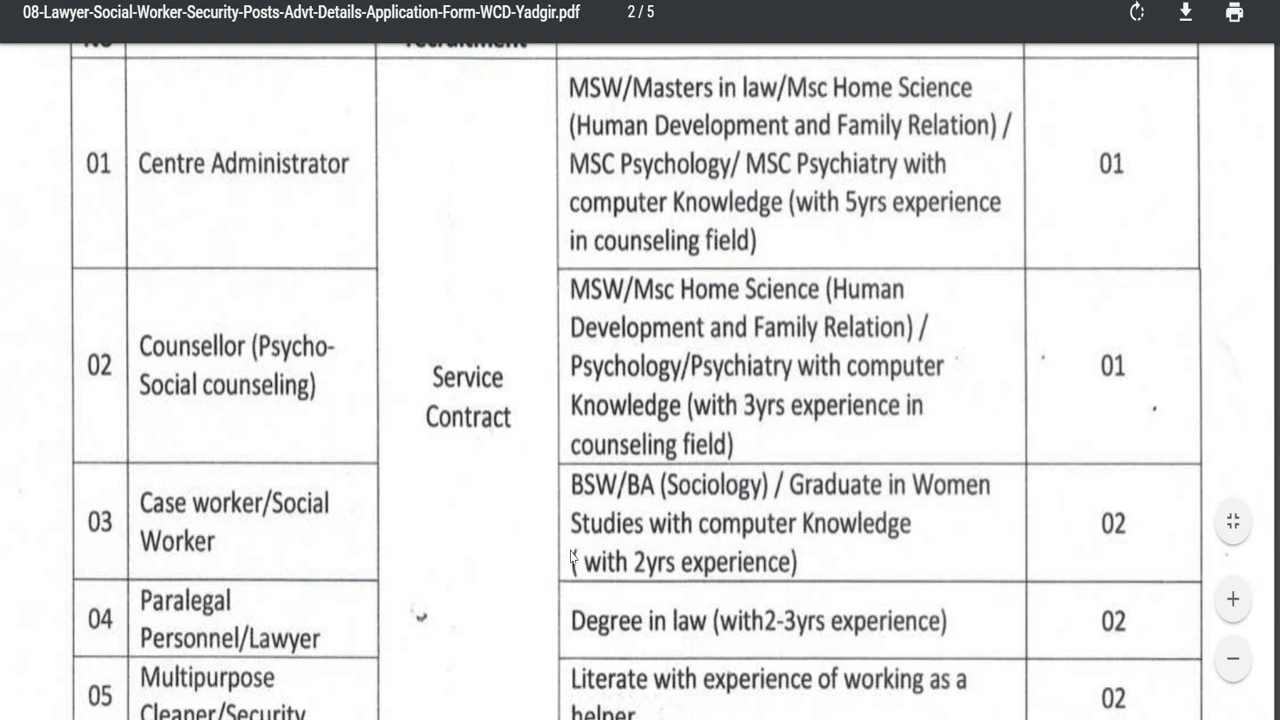 08-Lawyer-Social-Worker-Security-Posts-Advt-Details-Application-Form-WCD-Yadgir.pdf 2 / 5
No recruitment
MSW/Masters in law/Msc Home Science
(Human Development and Family Relation) /
01 Centre Administrator MSC Psychology/ MSC Psychiatry with 01
computer Knowledge (with 5yrs experience
in counseling field)
MSW/Msc Home Science (Human
Development and Family Relation) /
02 Counsellor (Psycho-
Social counseling)
Psychology/Psychiatry with computer 01
Knowledge (with 3yrs experience in
counseling field)
Service
Contract
03 Case worker/Social
Worker
BSW/BA (Sociology) / Graduate in Women
Studies with computer Knowledge 02
( with 2yrs experience)
04 Paralegal
Personnel/Lawyer
Degree in law (with2-3yrs experience) 02
05 Multipurpose
Cleaner/Security
Literate with experience of working as a
helper 02